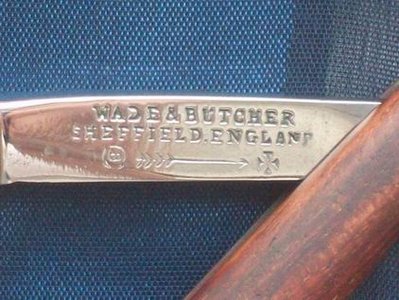 WADE & BUTCHER
SHEFFIELD. ENGLAND